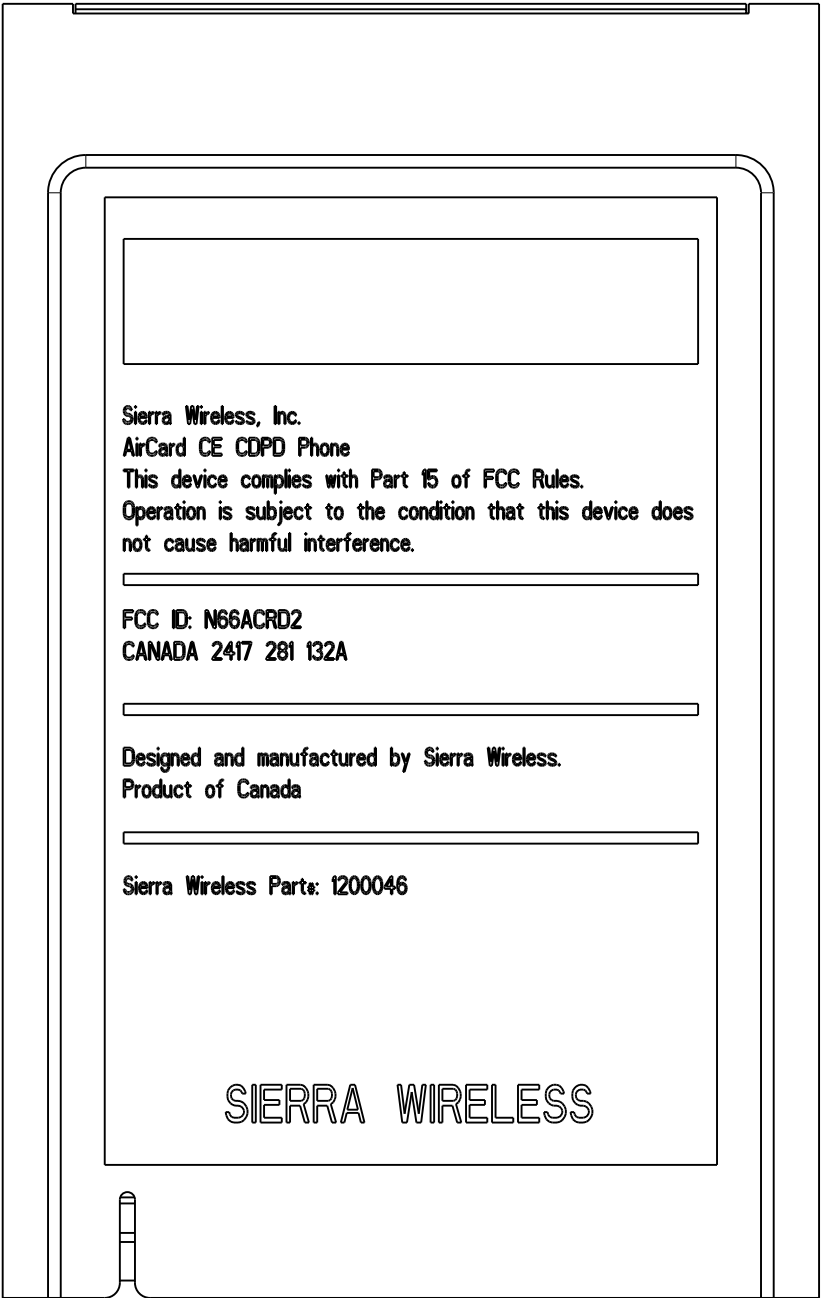 Sierra Wireless, Inc.
AirCard CE CDPD Phone
This device complies with Part 15 of FCC Rules.
Operation is subject to the condition that this device does
not cause harmful interference.
FCC ID: N66ACRD2
CANADA 2417 281 132A
Designed and manufactured by Sierra Wireless.
Product of Canada
Sierra Wireless Part#: 1200046
SIERRA WIRELESS